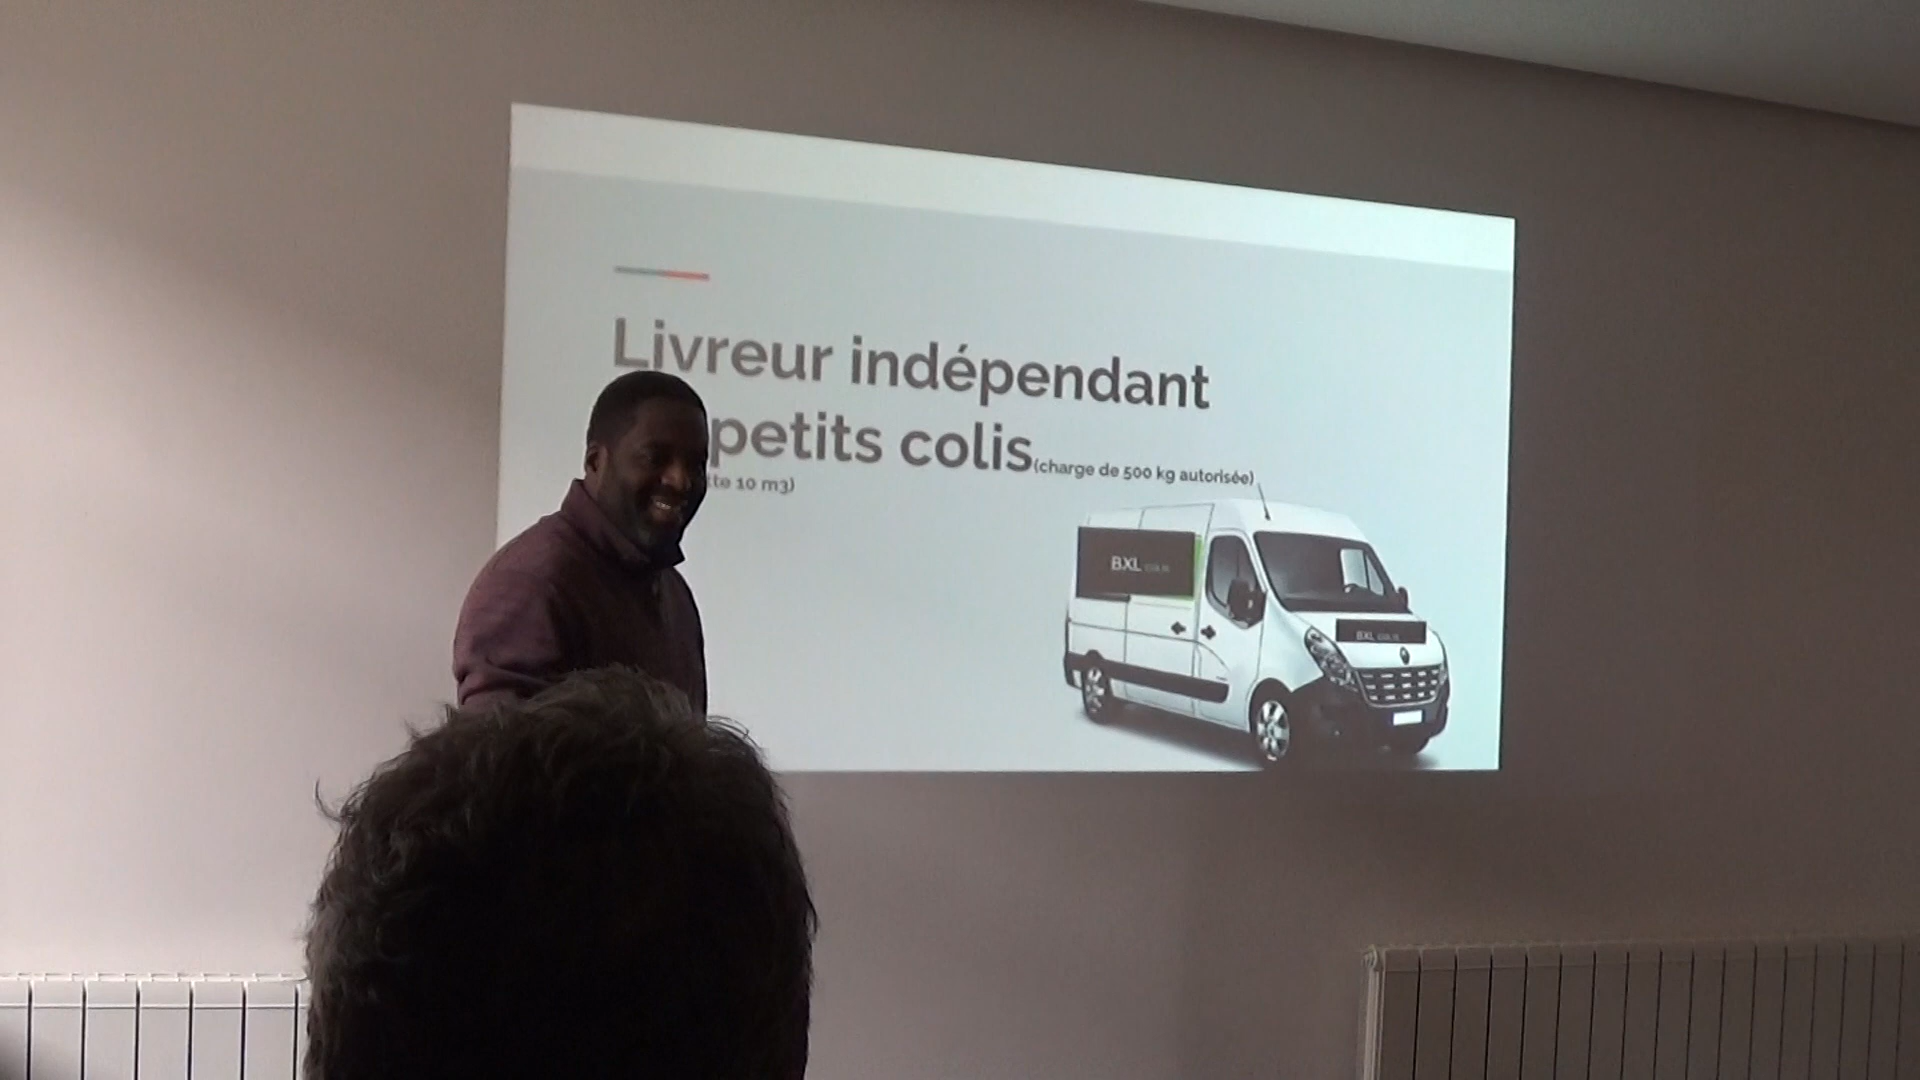 Livreur indépendant
petits colis(charge de 500 kg autorisée)
10 m3)
BXL
BXL